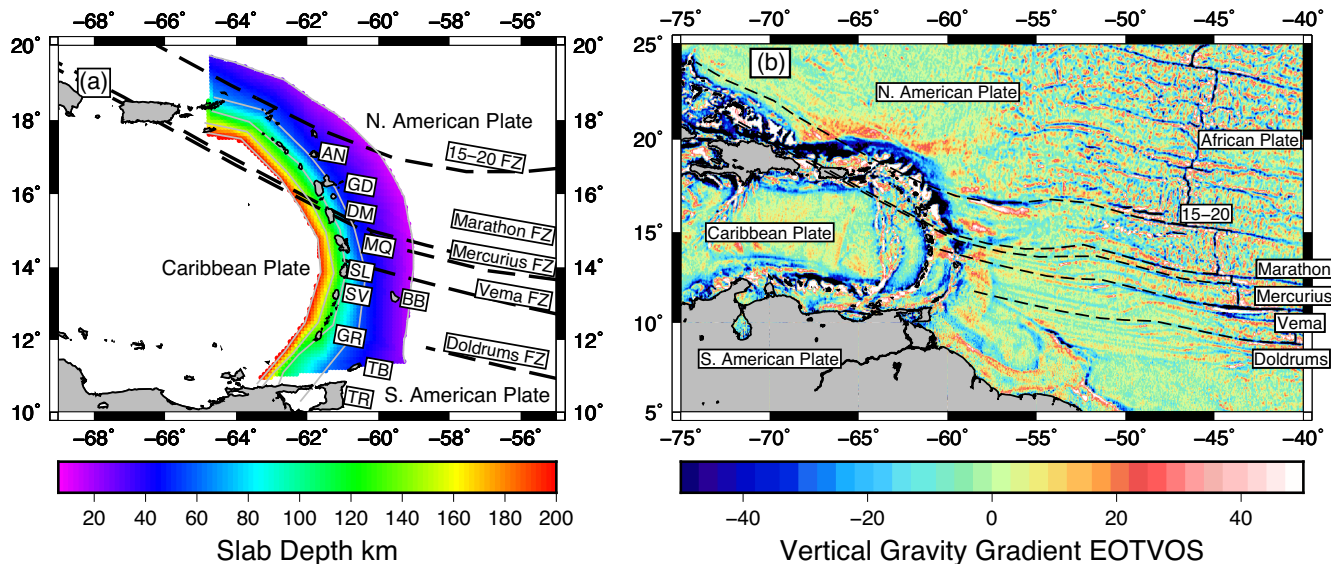 −68˚ −66˚ −64˚ −62˚ −60˚ −58˚ −56˚
20˚
18˚
16˚
14˚
12˚
10˚
(a)
N. American Plate
15−20 FZ
AN
GD
DM
MQ
SL
SV
BB
GR
TB
TR
Marathon FZ
Mercurius FZ
Vema FZ
Doldrums FZ
Caribbean Plate
S. American Plate
20˚
18˚
16˚
14˚
12˚
10˚
−68˚ −66˚ −64˚ −62˚ −60˚ −58˚ −56˚
20 40 60 80 100 120 140 160 180 200
Slab Depth km
−75 −70 −65 −60 −55 −50 −45 −40
25˚
20˚
15˚
10˚
5˚
(b)
N. American Plate
African Plate
15−20
Caribbean Plate
Marathon
Mercurius
Vema
Doldrums
S. American Plate
−75 −70 −65 −60 −55 −50 −45 −40
−40 −20 0 20 40
Vertical Gravity Gradient EOTVOS